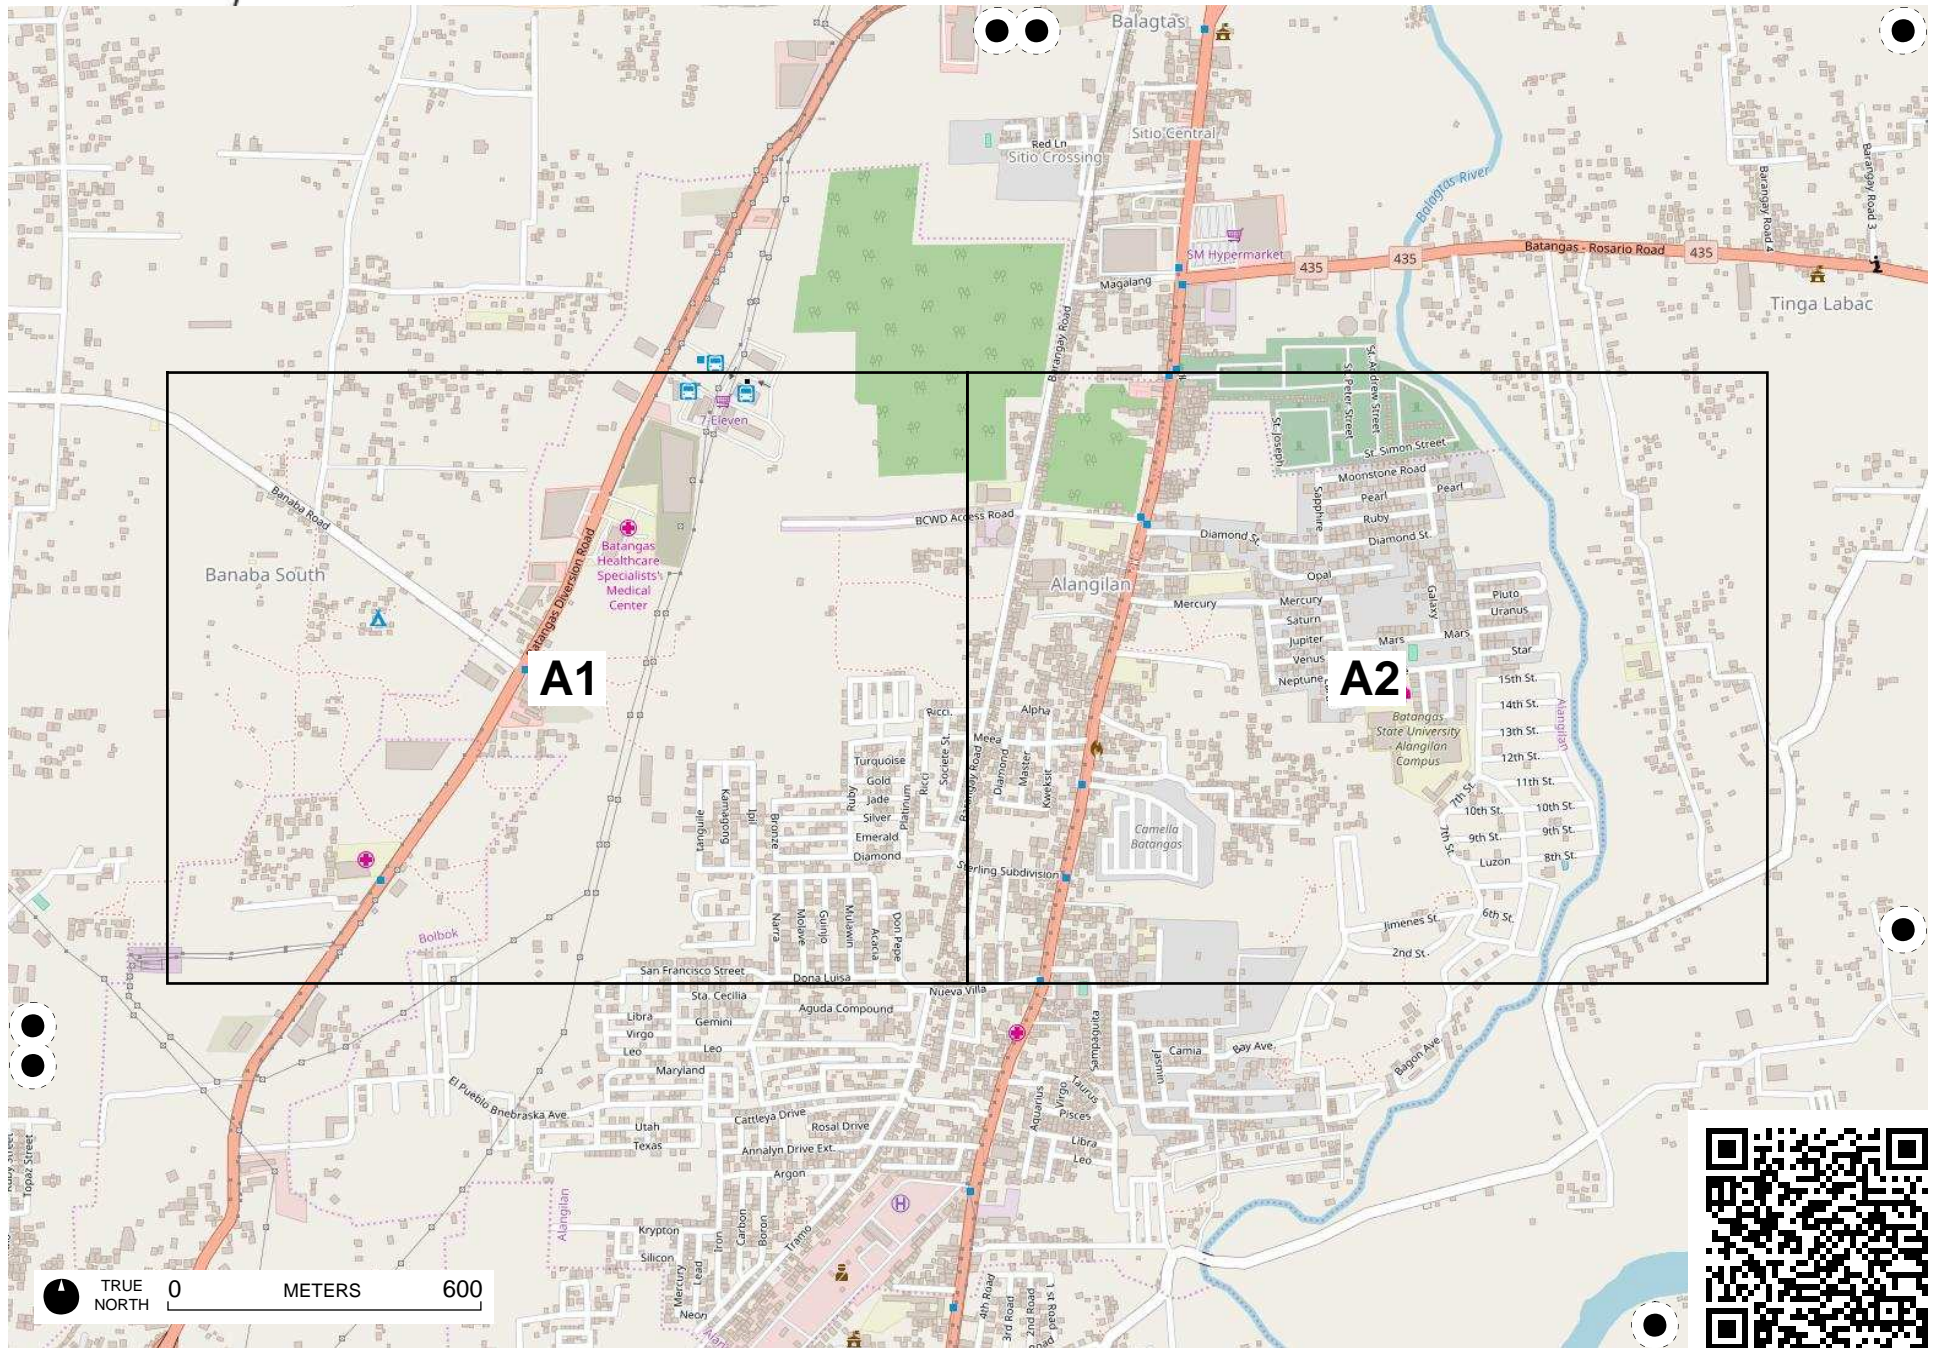 Balagtas
Sitio Central
Red Ln
Sitio Crossing
Balagtas River
Barangay Road 4
Barangay Road 3
SM Hypermarket
Batangas - Rosario Road
435
435
435
Magalang
Tinga Labac
Barangay Road
7-Eleven
St. Andrew Street
St. Peter Street
St. Joseph
St. Simon Street
Moonstone Road
Pearl
Pearl
Sapphire
Ruby
Diamond St.
Diamond St.
Opal
Banaba Road
BCWD Access Road
Batangas
Healthcare
Specialists'
Medical
Center
Batangas Diversion Road
Banaba South
Alangilan
Galaxy
Mercury
Mercury
Saturn
Jupiter
Venus
Neptune
Mars
Mars
Pluto
Uranus
Star
A1
A2
15th St.
14th St.
13th St.
12th St.
11th St.
10th St.
10th St.
9th St.
9th St.
8th St.
7th St.
7th St.
Luzon
6th St.
Jimenes St.
2nd St.
Alangilan
Batangas
State University
Alangilan
Campus
Ricci
Alpha
Meea
Societe St.
Barangay Road
Diamond
Master
Kweksit
Turquoise
Gold
Jade
Silver
Emerald
Diamond
Ruby
Platinum
Ricci
Kamagong
Ipil
Bronze
Camella
Batangas
Sterling Subdivision
Narra
Molave
Guinjo
Mulawin
Acacia
Don Pepe
Bolbok
San Francisco Street
Dona Luisa
Nueva Villa
Sta. Cecilia
Aguda Compound
Libra
Gemini
Virgo
Leo
Leo
Maryland
Sampaguita
Camia
Jasmin
Bay Ave.
Bagon Ave.
El Pueblo Bnebraska Ave.
Cattleya Drive
Rosal Drive
Utah
Texas
Annalyn Drive Ext.
Argon
Aquarius
Virgo
Taurus
Pisces
Libra
Leo
Topaz Street
Alangilan
Krypton
Silicon
Mercury
Lead
Iron
Carbon
Boron
Tramo
Neon
4th Road
3rd Road
2nd Road
1 st Road
TRUE
NORTH
0 METERS 600